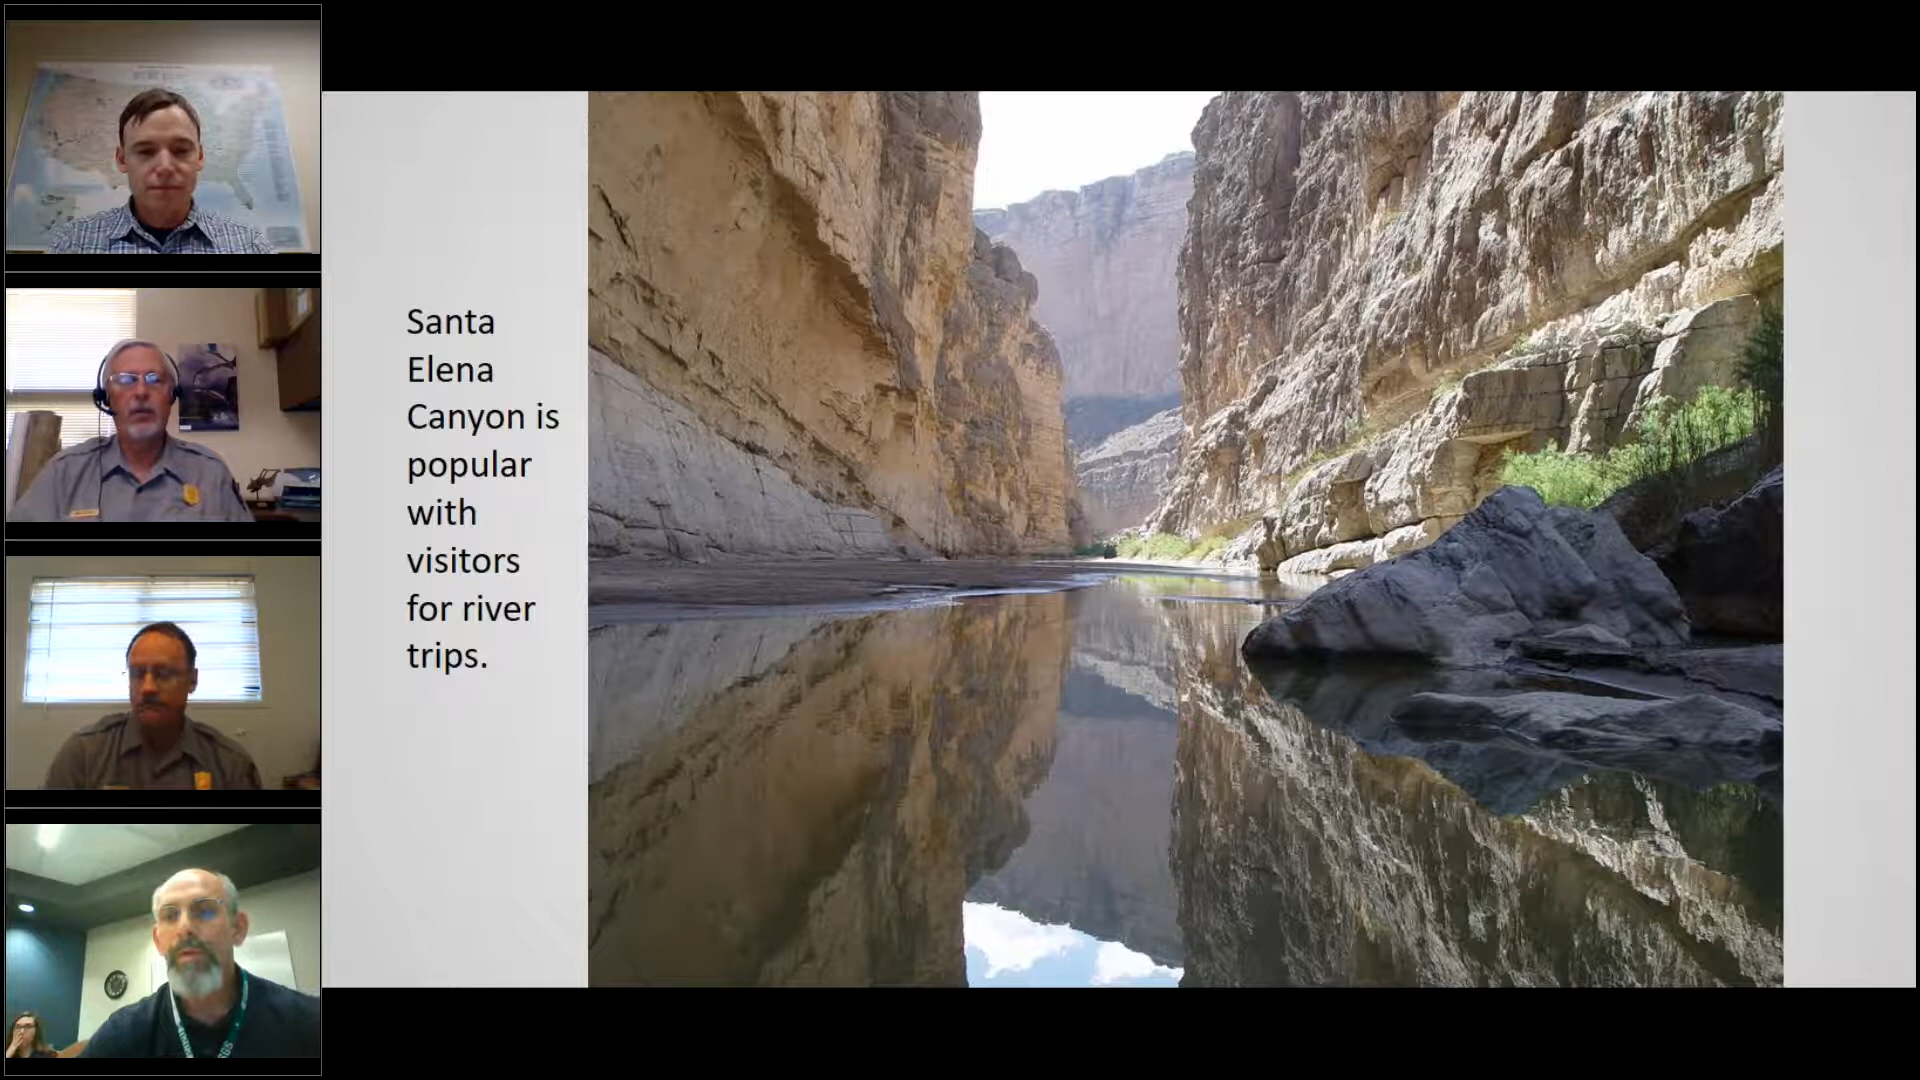 Santa
Elena
Canyon is
popular
with
visitors
for river
trips.